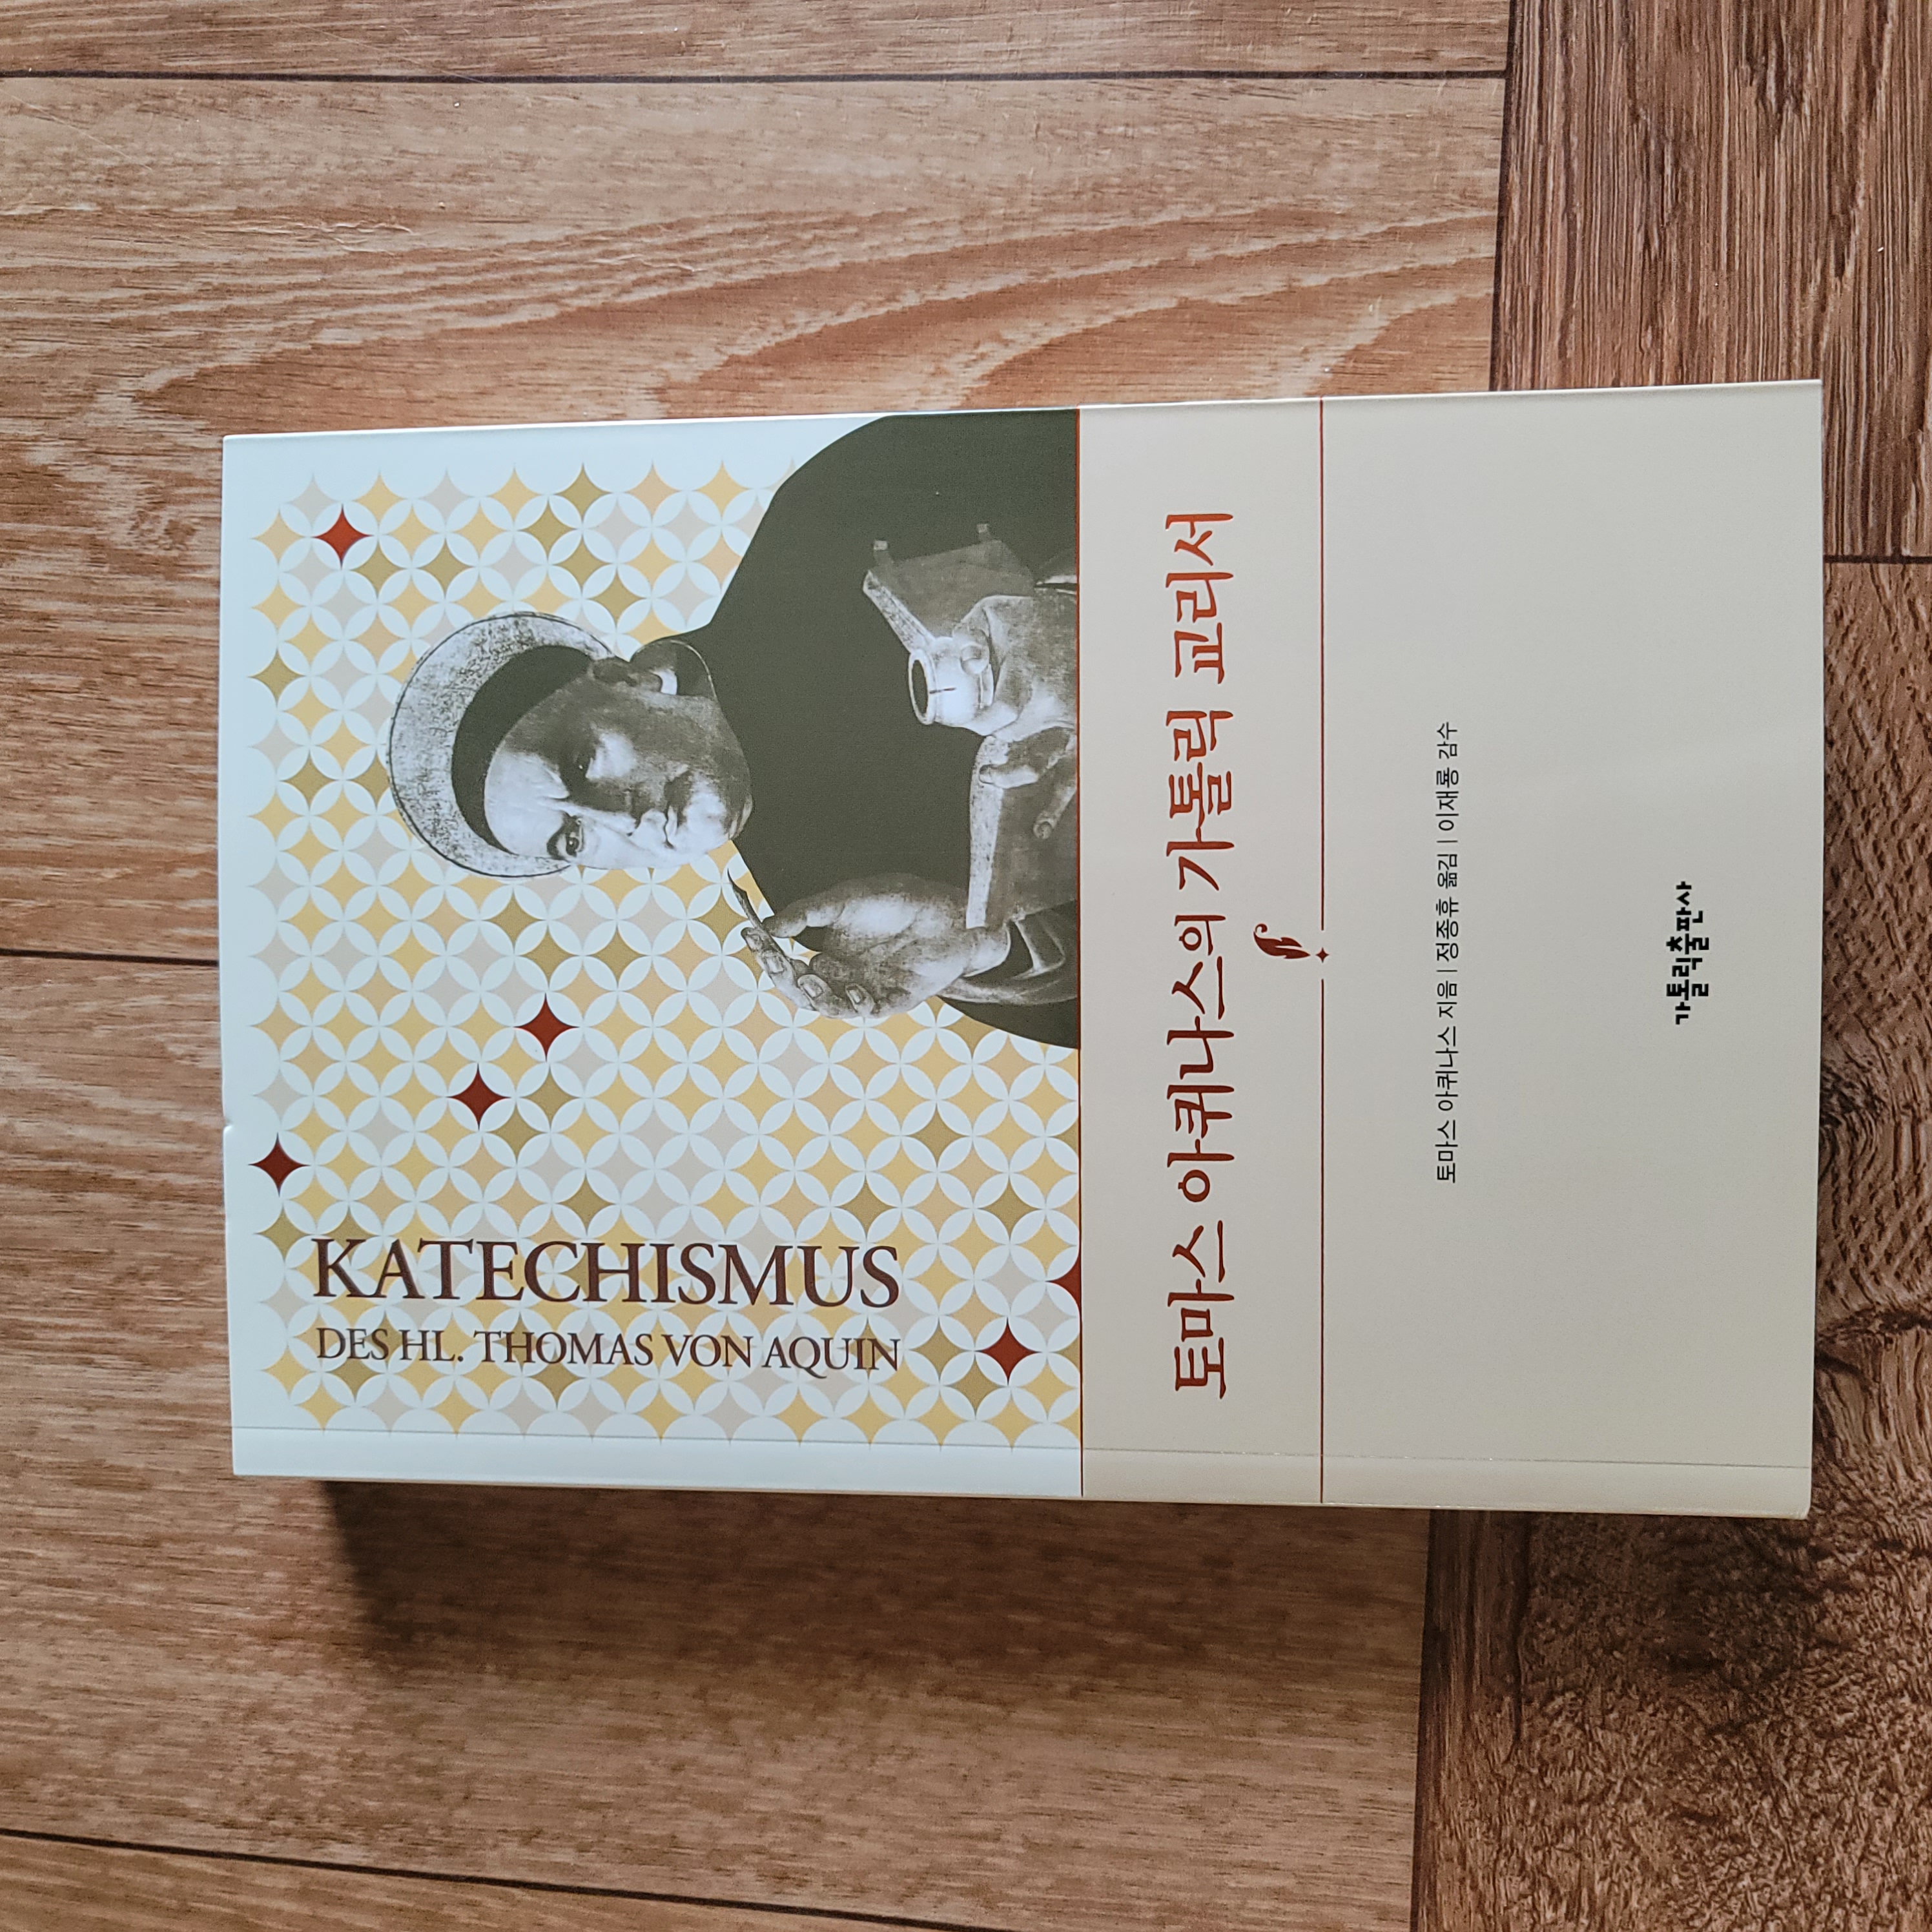 KATECHISMUS
DES HL. THOMAS VON AQUIN
토마스 아퀴나스의 가톨릭 교리서
토마스 아퀴나스 지음 | 정종휴 옮김 | 이재룡 감수
가톨릭출판사